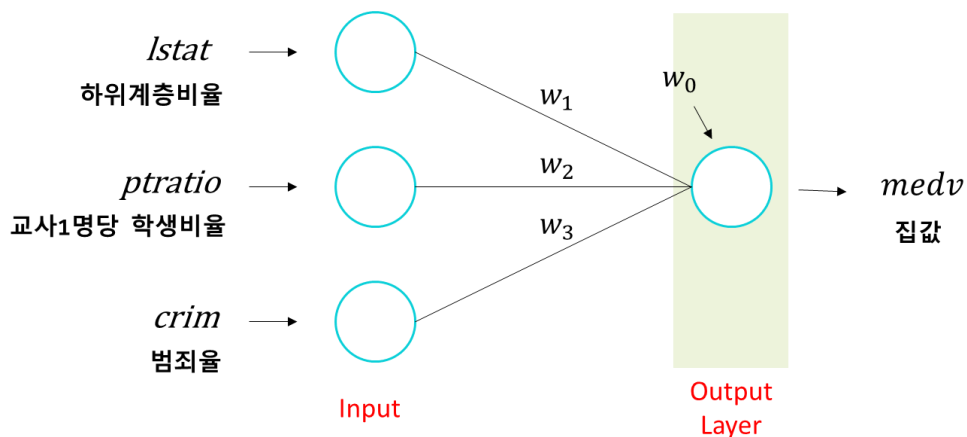 lstat
하위계층비율
ptratio
교사1명당 학생비율
crim
범죄율
w₁
w₂
w₃
w₀
medv
집값
Input
Output
Layer